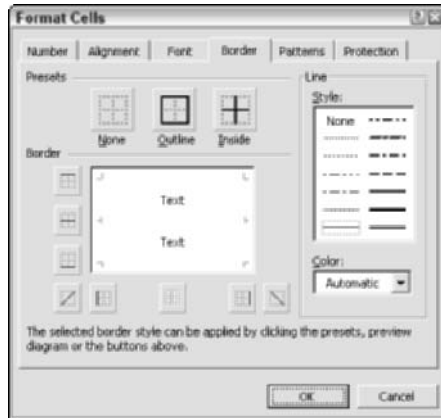 Format Cells
Number Alignment Font Border Patterns Protection
Presets
None Outline Inside
Border
Text
Text
Line
Style:
None
Color:
Automatic
The selected border style can be applied by clicking the presets, preview
diagram or the buttons above.
OK Cancel